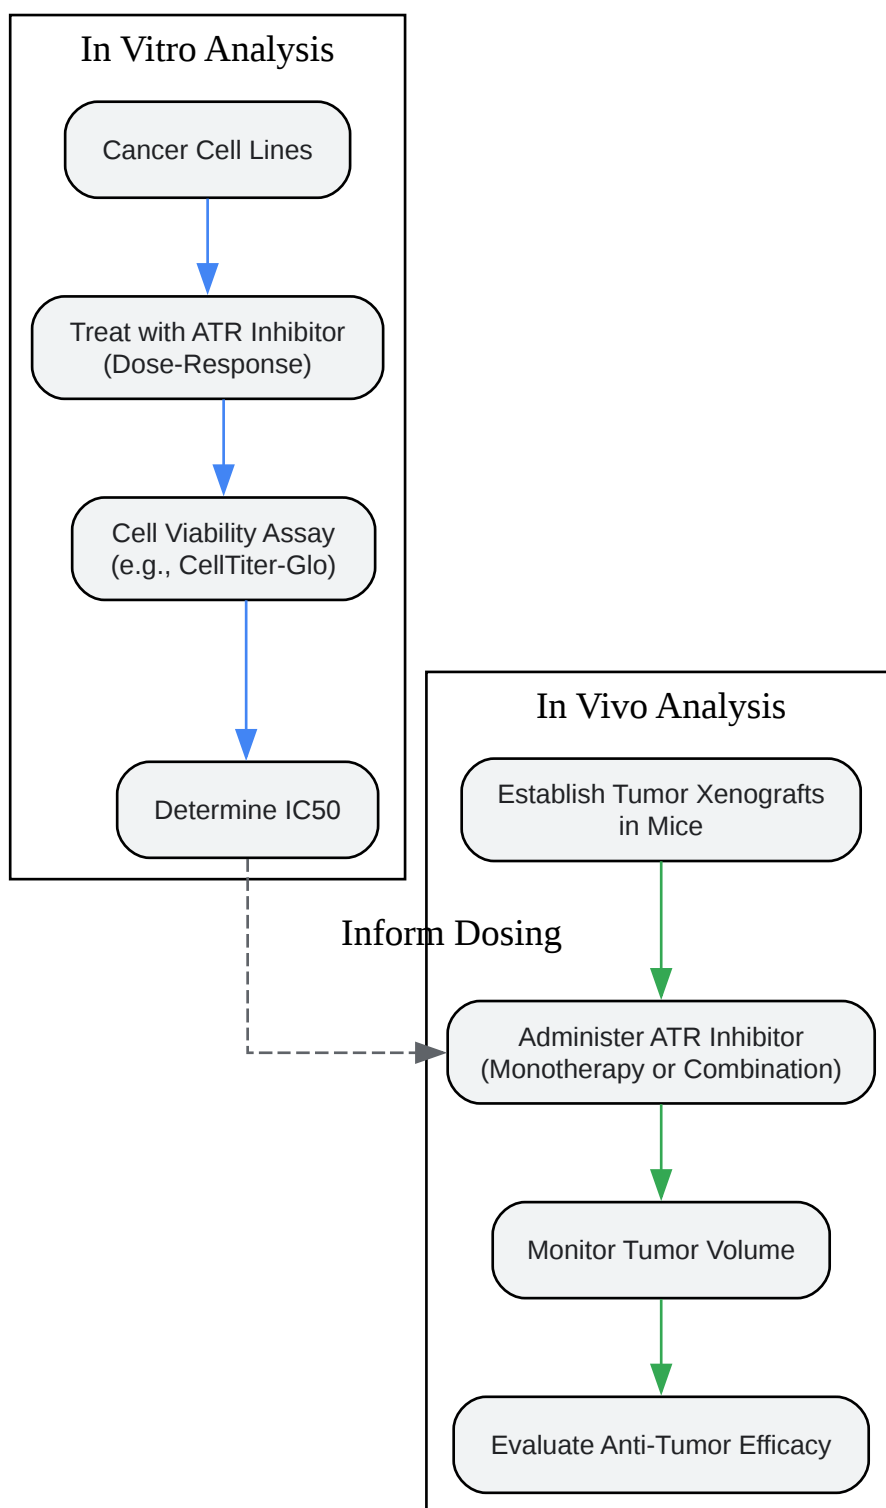 In Vitro Analysis
Cancer Cell Lines
Treat with ATR Inhibitor
(Dose-Response)
Cell Viability Assay
(e.g., CellTiter-Glo)
Determine IC50
Inform Dosing
In Vivo Analysis
Establish Tumor Xenografts
in Mice
Administer ATR Inhibitor
(Monotherapy or Combination)
Monitor Tumor Volume
Evaluate Anti-Tumor Efficacy